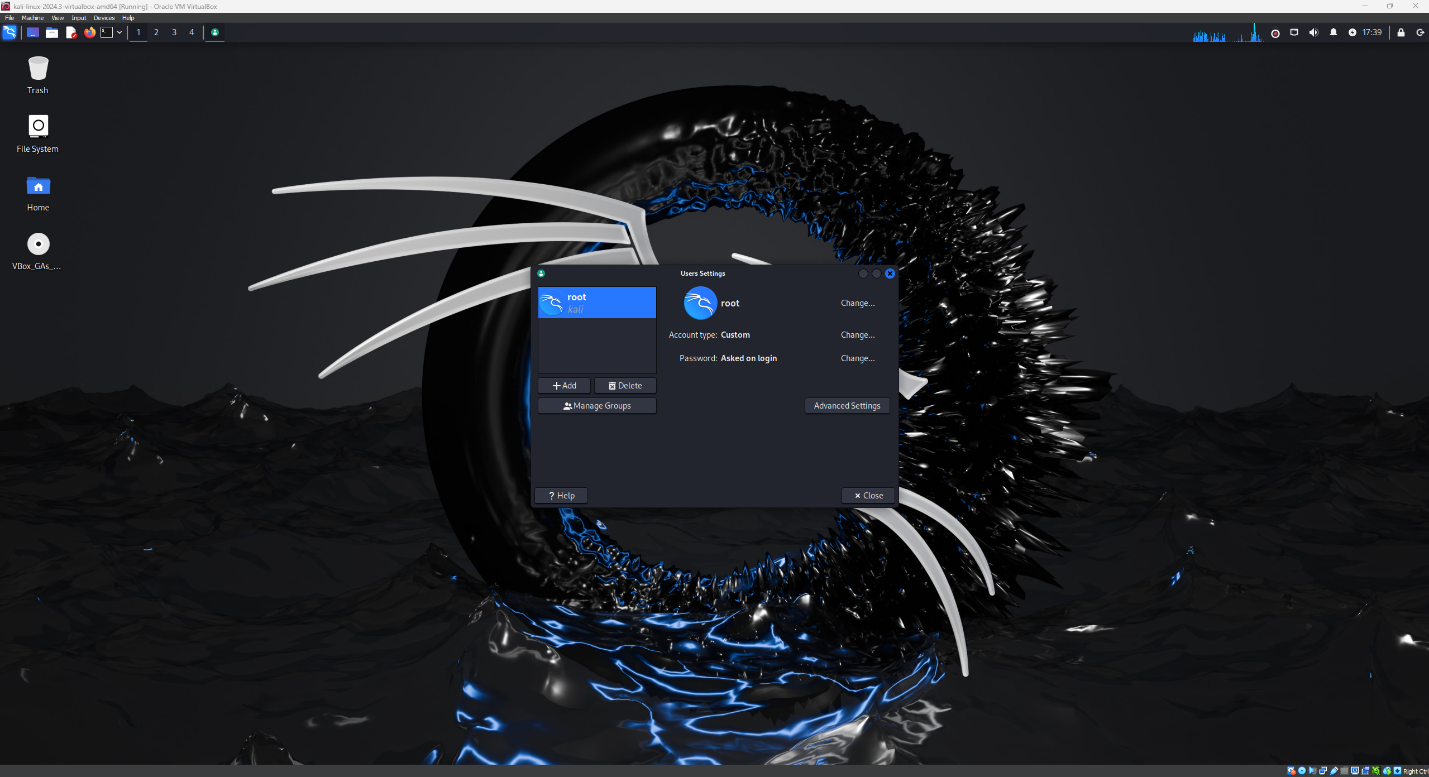 kali-linux-2024.3-virtualbox-amd64 [Running] - Oracle VM VirtualBox
File Machine View Input Devices Help
1 2 3 4 17:39
Trash
File System
Home
VBox_GAs_...
Users Settings
root
kali
root Change...
Account type: Custom Change...
Password: Asked on login Change...
Add Delete
Manage Groups Advanced Settings
? Help × Close
Right Ctrl